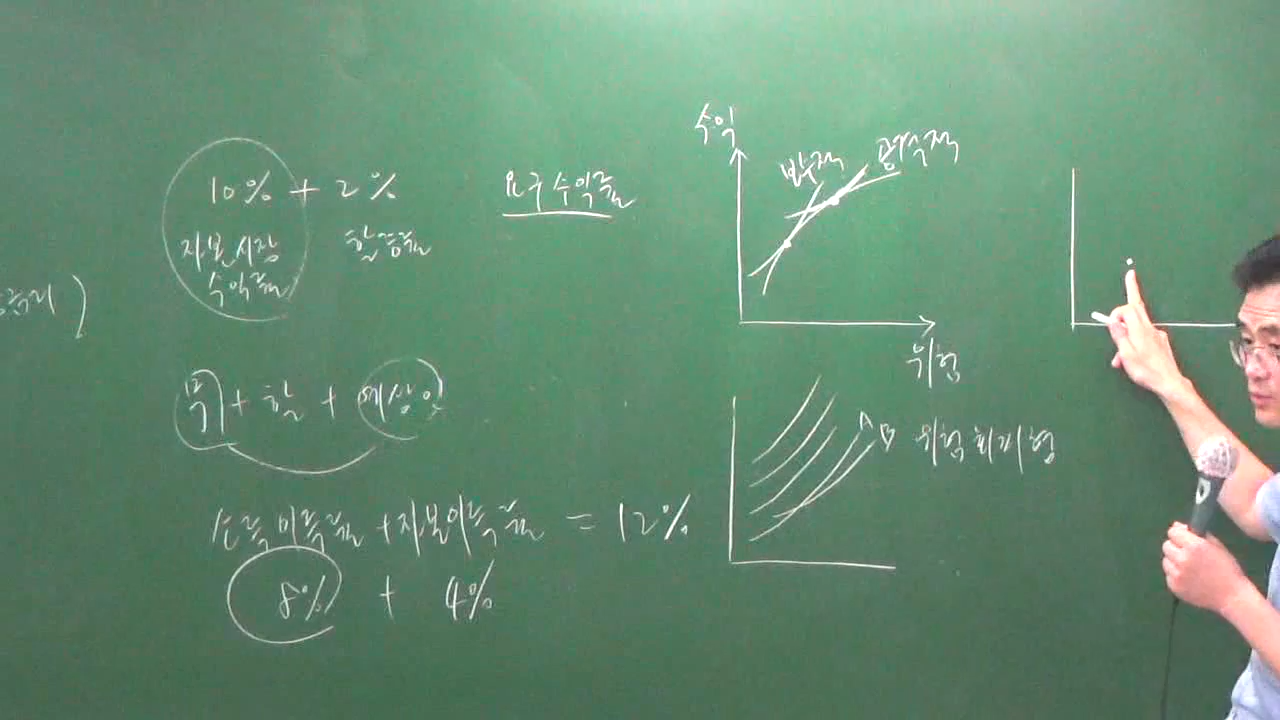 10% + 2%
자본시장
수익률
할증률
요구수익률
무 + 할 + 예상인
소득이득률 + 자본이득률 = 12%
8% + 4%
수익
보수적
공격적
위험
A B
위험회피형